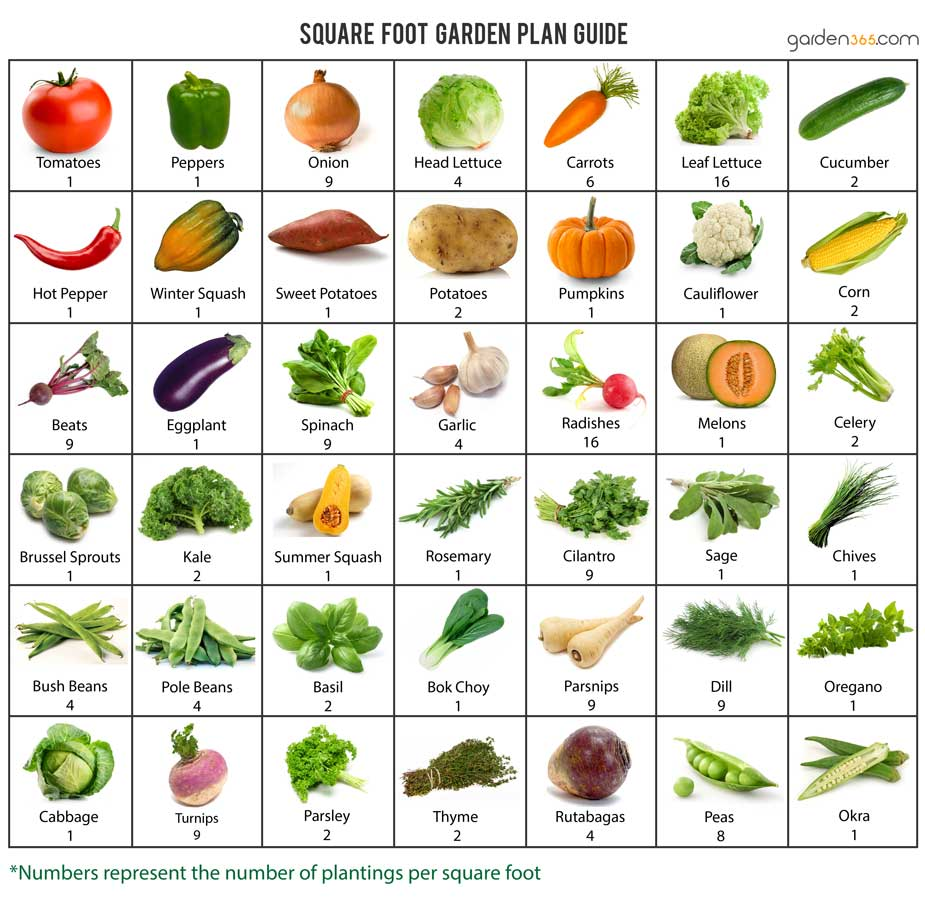 SQUARE FOOT GARDEN PLAN GUIDE
garden365.com
Tomatoes
1
Peppers
1
Onion
9
Head Lettuce
4
Carrots
6
Leaf Lettuce
16
Cucumber
2
Hot Pepper
1
Winter Squash
1
Sweet Potatoes
1
Potatoes
2
Pumpkins
1
Cauliflower
1
Corn
2
Beats
9
Eggplant
1
Spinach
9
Garlic
4
Radishes
16
Melons
1
Celery
2
Brussel Sprouts
1
Kale
2
Summer Squash
1
Rosemary
1
Cilantro
9
Sage
1
Chives
1
Bush Beans
4
Pole Beans
4
Basil
2
Bok Choy
1
Parsnips
9
Dill
9
Oregano
1
Cabbage
1
Turnips
9
Parsley
2
Thyme
2
Rutabagas
4
Peas
8
Okra
1
*Numbers represent the number of plantings per square foot